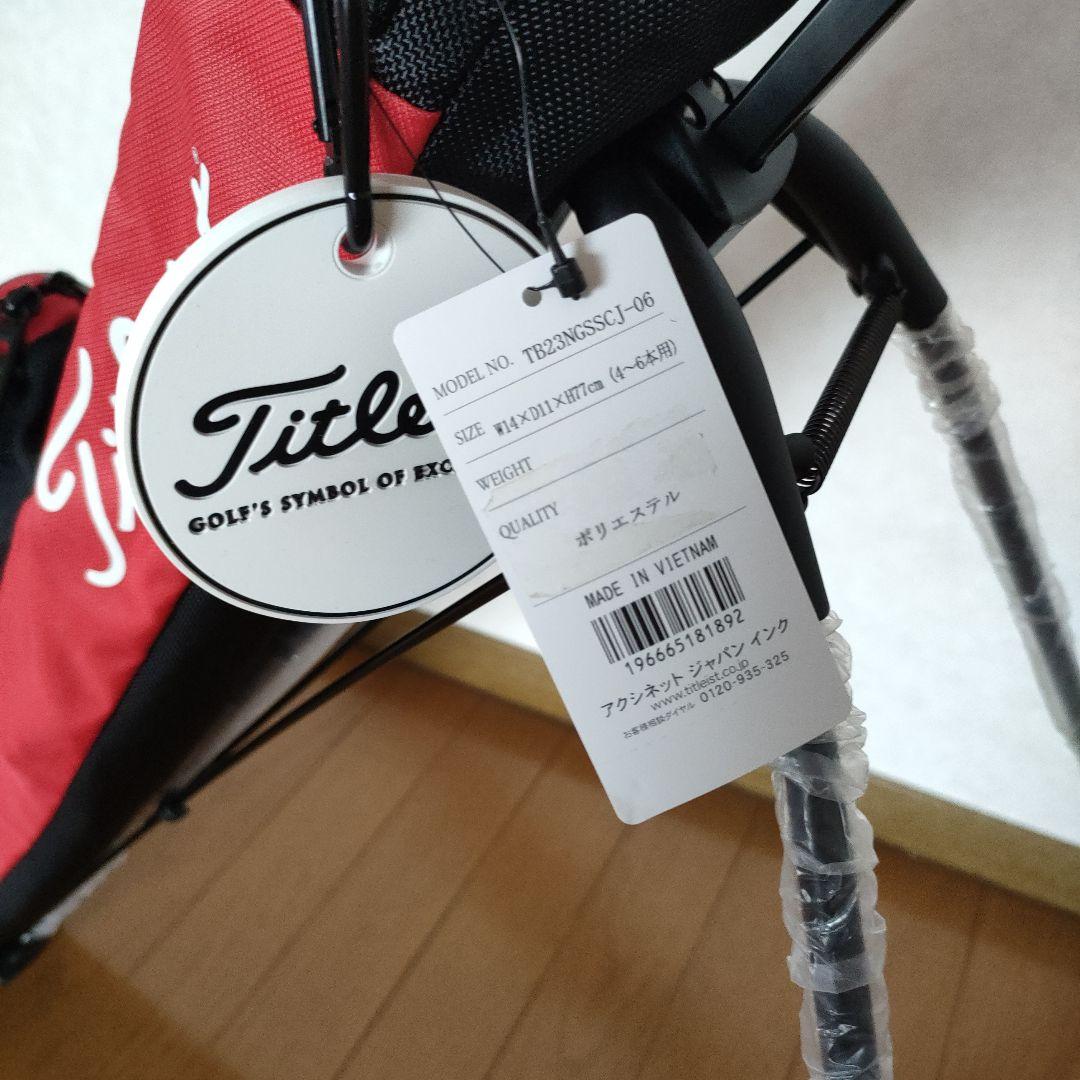 Titleist
Title
GOLF'S SYMBOL OF EXC
MODEL NO. TB23NGSSCJ-06
SIZE W14×D11×H77cm (4〜6本用)
WEIGHT
QUALITY ポリエステル
MADE IN VIETNAM
196665181892
アクシネット ジャパン インク
www.titleist.co.jp
お客様相談ダイヤル 0120-935-325